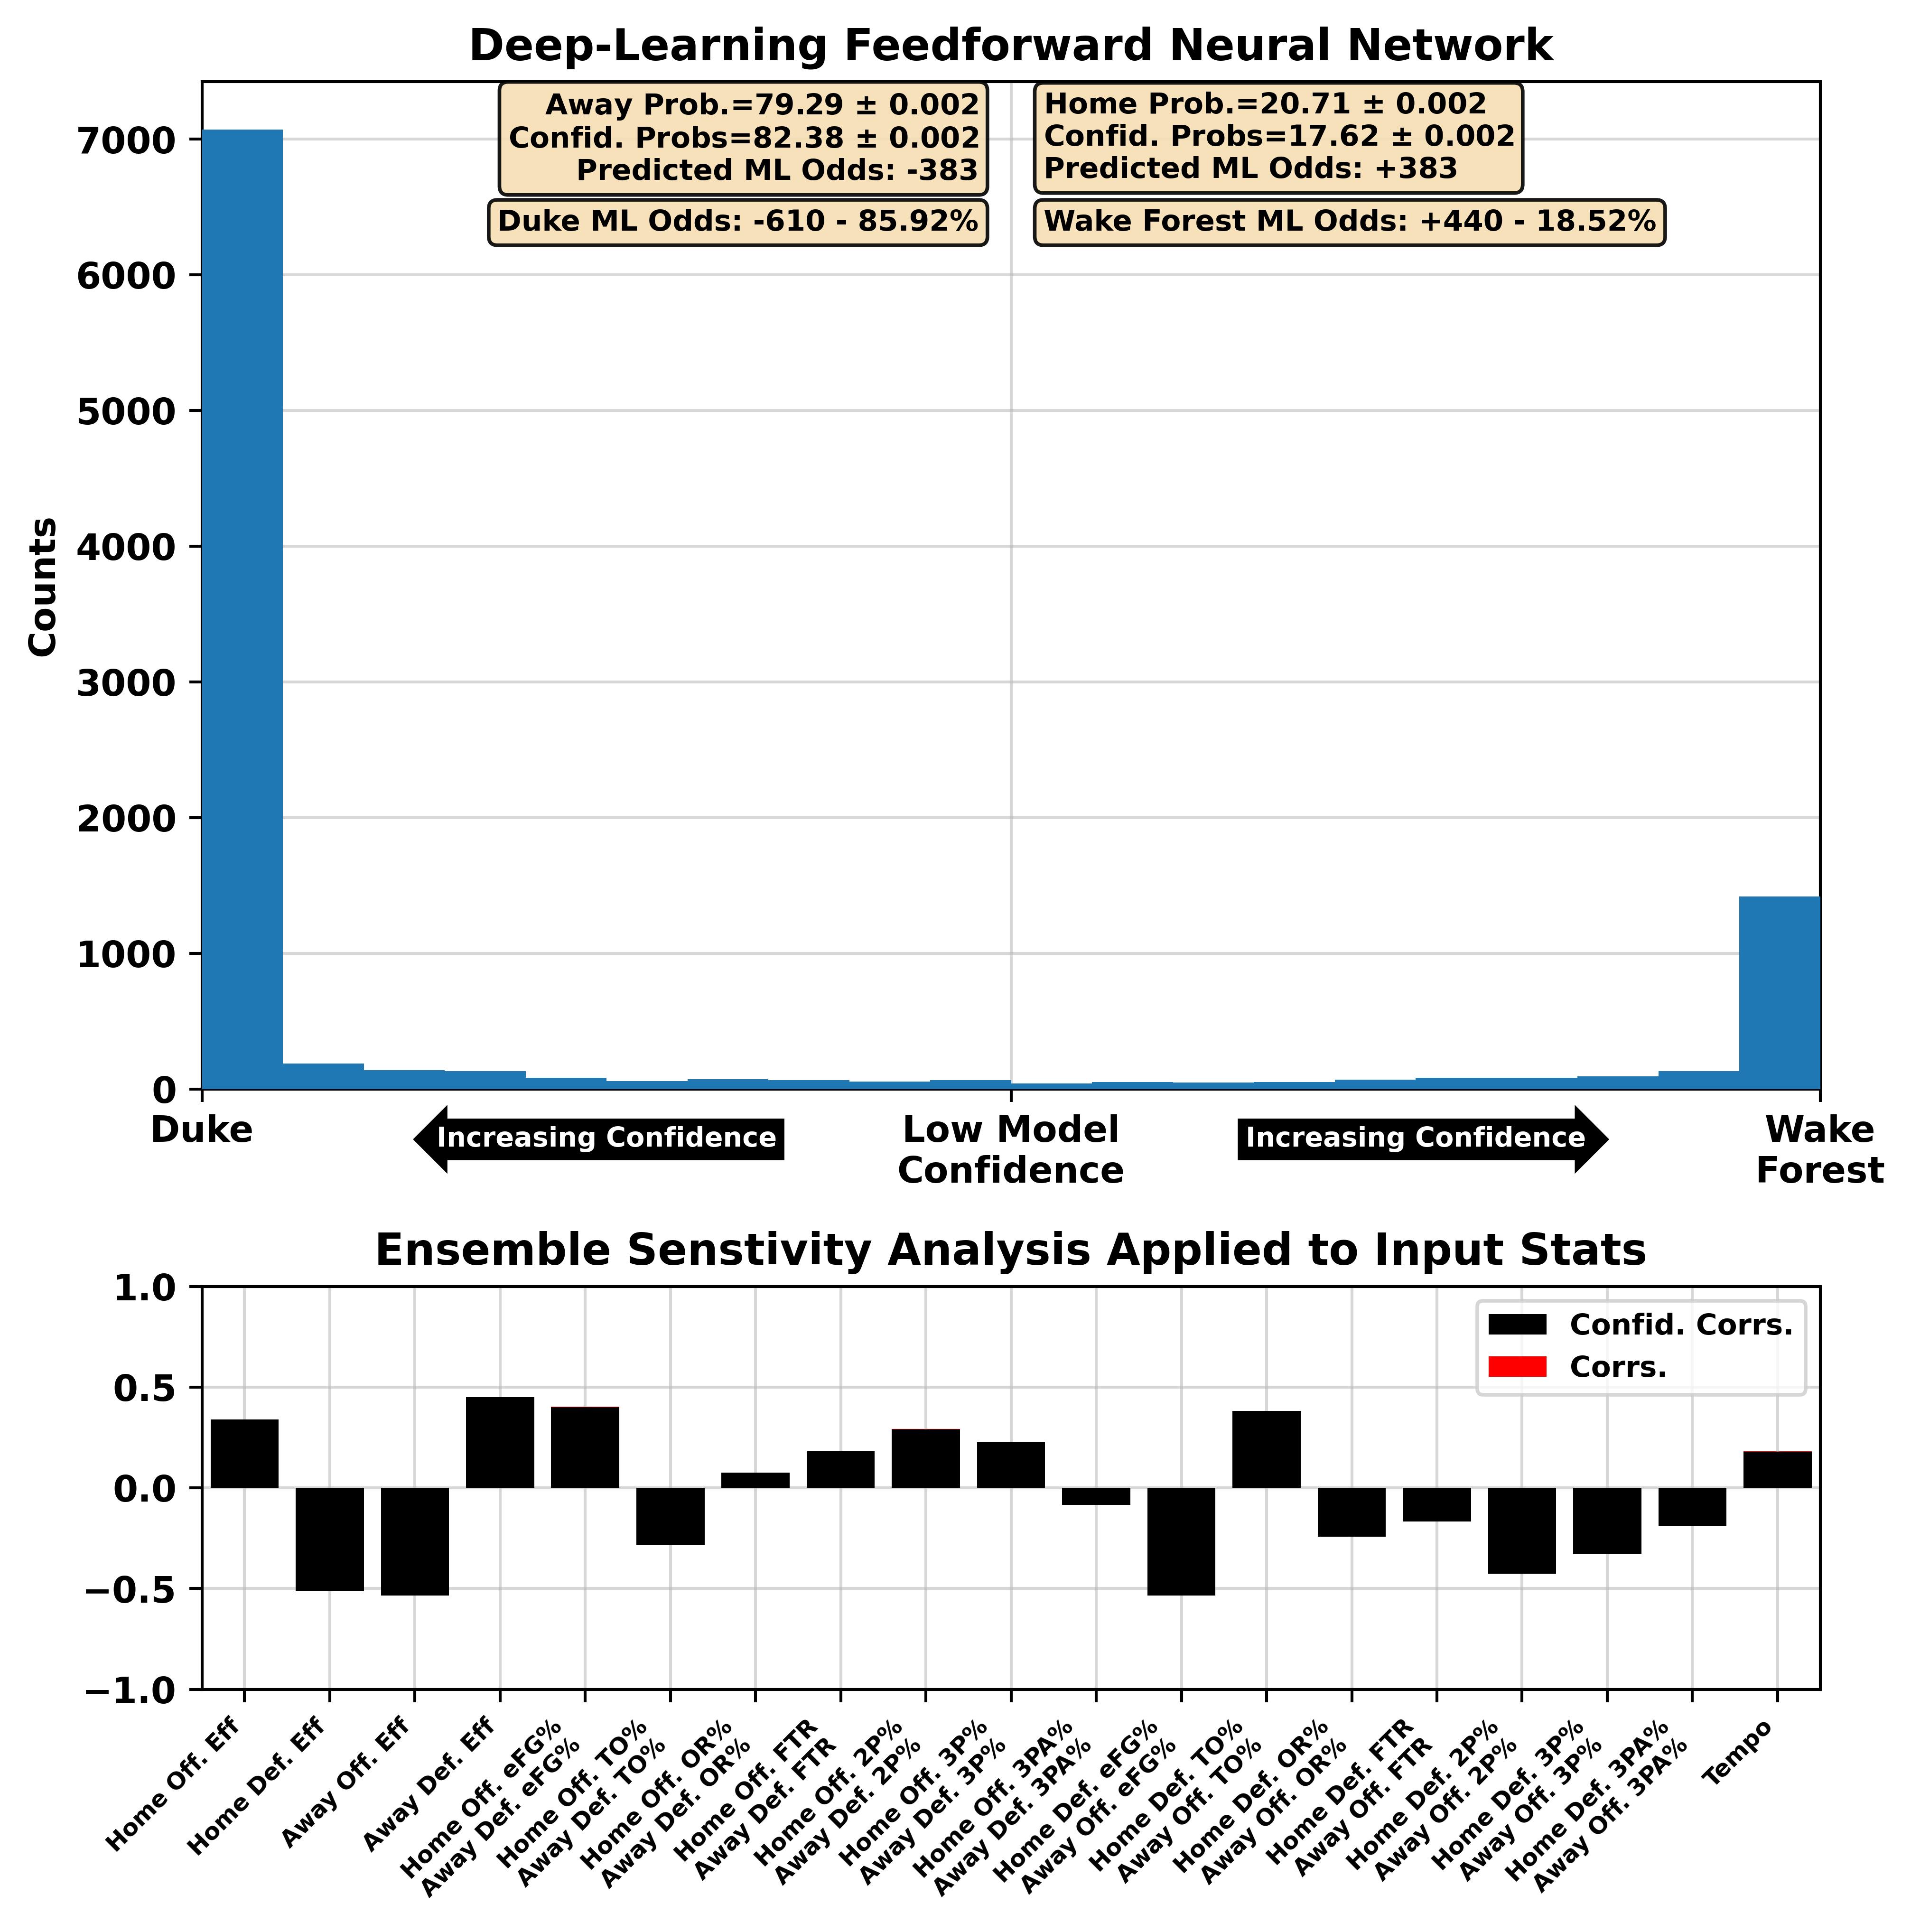 Deep-Learning Feedforward Neural Network
Away Prob.=79.29 ± 0.002
Confid. Probs=82.38 ± 0.002
Predicted ML Odds: -383
Duke ML Odds: -610 - 85.92%
Home Prob.=20.71 ± 0.002
Confid. Probs=17.62 ± 0.002
Predicted ML Odds: +383
Wake Forest ML Odds: +440 - 18.52%
Counts
7000
6000
5000
4000
3000
2000
1000
0
Duke
Increasing Confidence
Low Model
Confidence
Increasing Confidence
Wake
Forest
Ensemble Senstivity Analysis Applied to Input Stats
1.0
0.5
0.0
−0.5
−1.0
Confid. Corrs.
Corrs.
Home Off. Eff
Home Def. Eff
Away Off. Eff
Away Def. Eff
Home Off. eFG%
Away Def. eFG%
Home Off. TO%
Away Def. TO%
Home Off. OR%
Away Def. OR%
Home Off. FTR
Away Def. FTR
Home Off. 2P%
Away Def. 2P%
Home Off. 3P%
Away Def. 3P%
Home Off. 3PA%
Away Def. 3PA%
Home Def. eFG%
Away Off. eFG%
Home Def. TO%
Away Off. TO%
Home Def. OR%
Away Off. OR%
Home Def. FTR
Away Off. FTR
Home Def. 2P%
Away Off. 2P%
Home Def. 3P%
Away Off. 3P%
Home Def. 3PA%
Away Off. 3PA%
Tempo